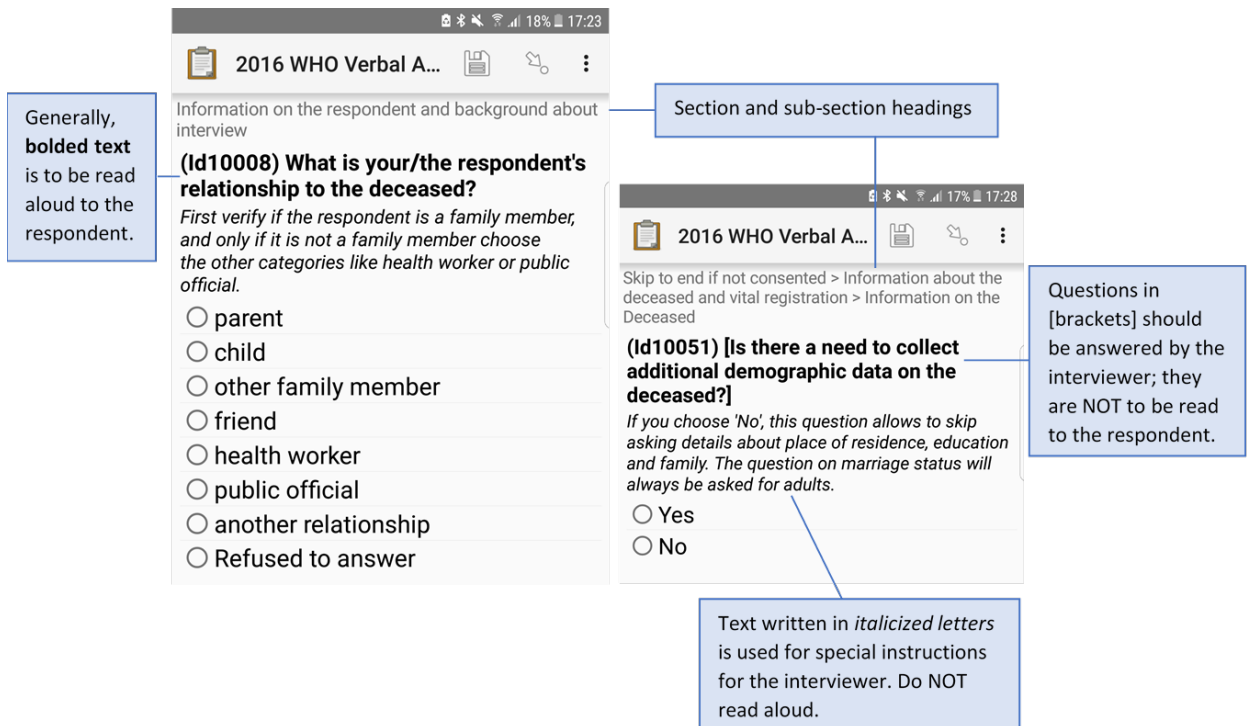 18% 17:23
2016 WHO Verbal A...
Information on the respondent and background about
interview
(Id10008) What is your/the respondent's
relationship to the deceased?
First verify if the respondent is a family member,
and only if it is not a family member choose
the other categories like health worker or public
official.
parent
child
other family member
friend
health worker
public official
another relationship
Refused to answer
Generally,
bolded text
is to be read
aloud to the
respondent.
Section and sub-section headings
17% 17:28
2016 WHO Verbal A...
Skip to end if not consented > Information about the
deceased and vital registration > Information on the
Deceased
(Id10051) [Is there a need to collect
additional demographic data on the
deceased?]
If you choose 'No', this question allows to skip
asking details about place of residence, education
and family. The question on marriage status will
always be asked for adults.
Yes
No
Questions in
[brackets] should
be answered by the
interviewer; they
are NOT to be read
to the respondent.
Text written in italicized letters
is used for special instructions
for the interviewer. Do NOT
read aloud.